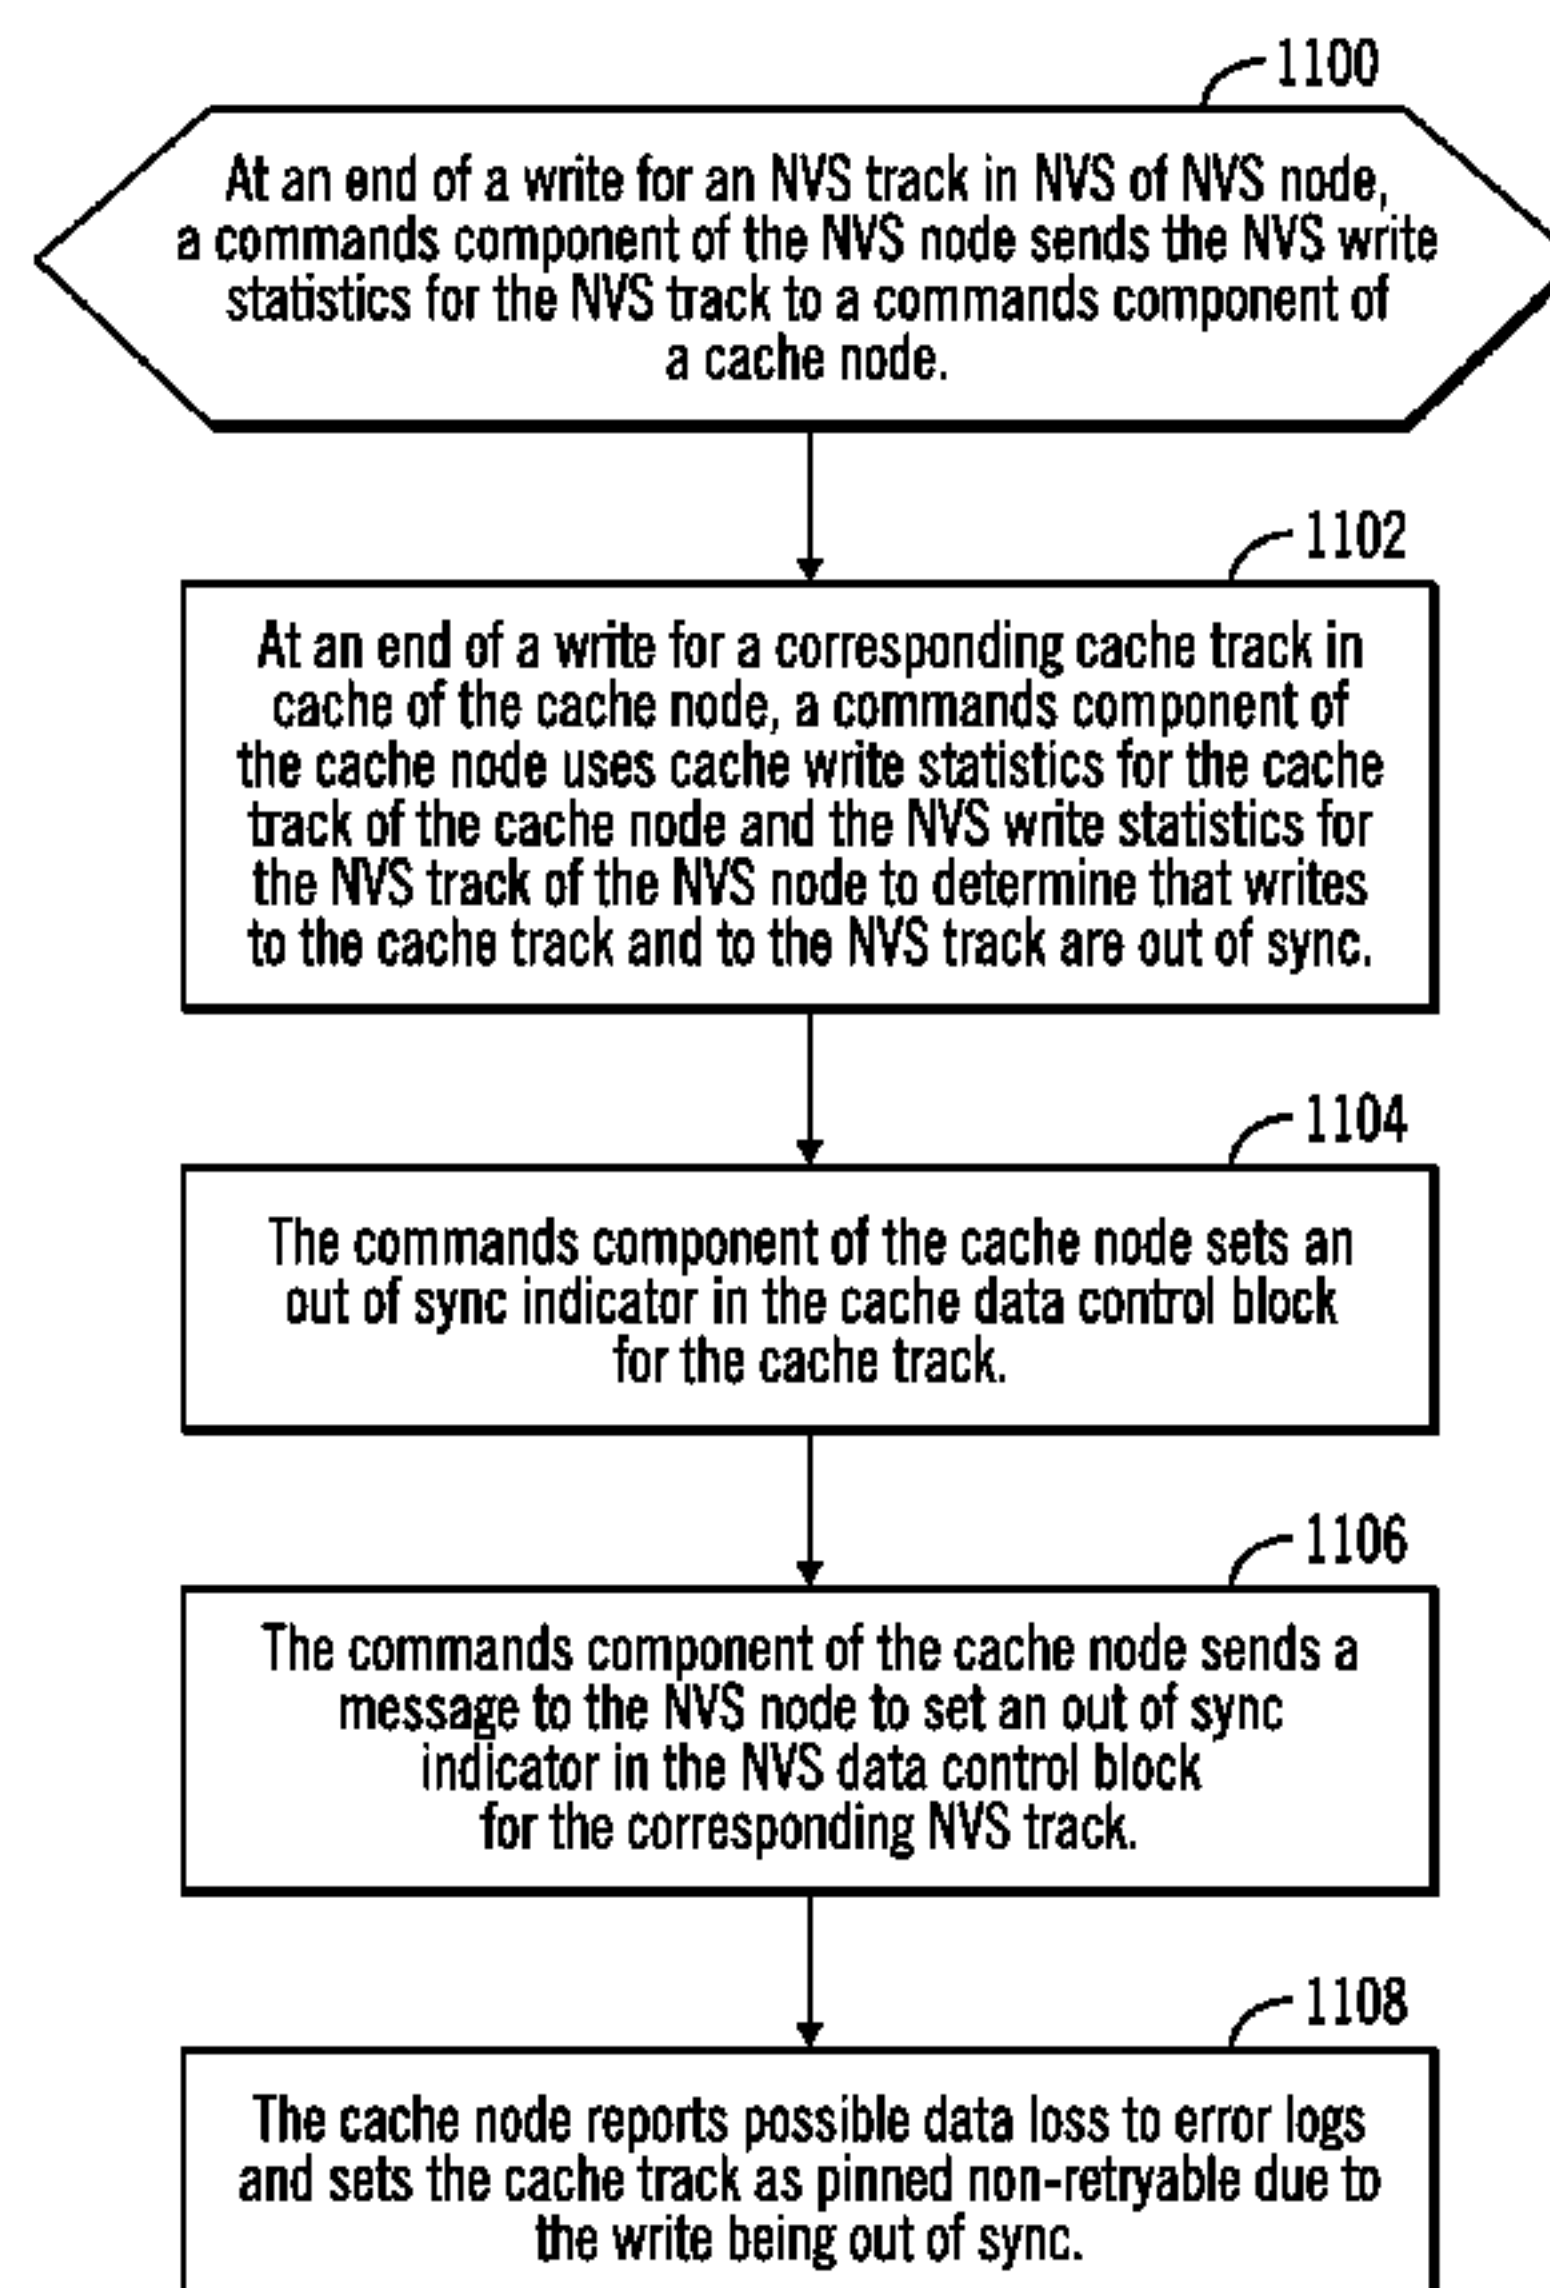 1100
At an end of a write for an NVS track in NVS of NVS node,
a commands component of the NVS node sends the NVS write
statistics for the NVS track to a commands component of
a cache node.
1102
At an end of a write for a corresponding cache track in
cache of the cache node, a commands component of
the cache node uses cache write statistics for the cache
track of the cache node and the NVS write statistics for
the NVS track of the NVS node to determine that writes
to the cache track and to the NVS track are out of sync.
1104
The commands component of the cache node sets an
out of sync indicator in the cache data control block
for the cache track.
1106
The commands component of the cache node sends a
message to the NVS node to set an out of sync
indicator in the NVS data control block
for the corresponding NVS track.
1108
The cache node reports possible data loss to error logs
and sets the cache track as pinned non-retryable due to
the write being out of sync.